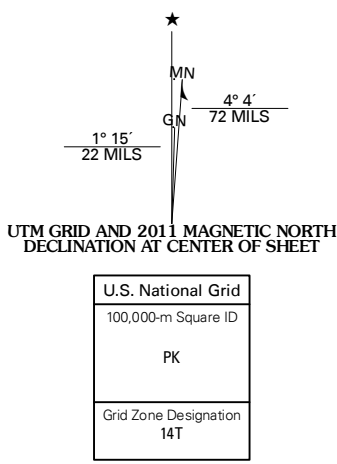 ★
MN
4° 4´
72 MILS
GN
1° 15´
22 MILS
UTM GRID AND 2011 MAGNETIC NORTH
DECLINATION AT CENTER OF SHEET
U.S. National Grid
100,000-m Square ID
PK
Grid Zone Designation
14T